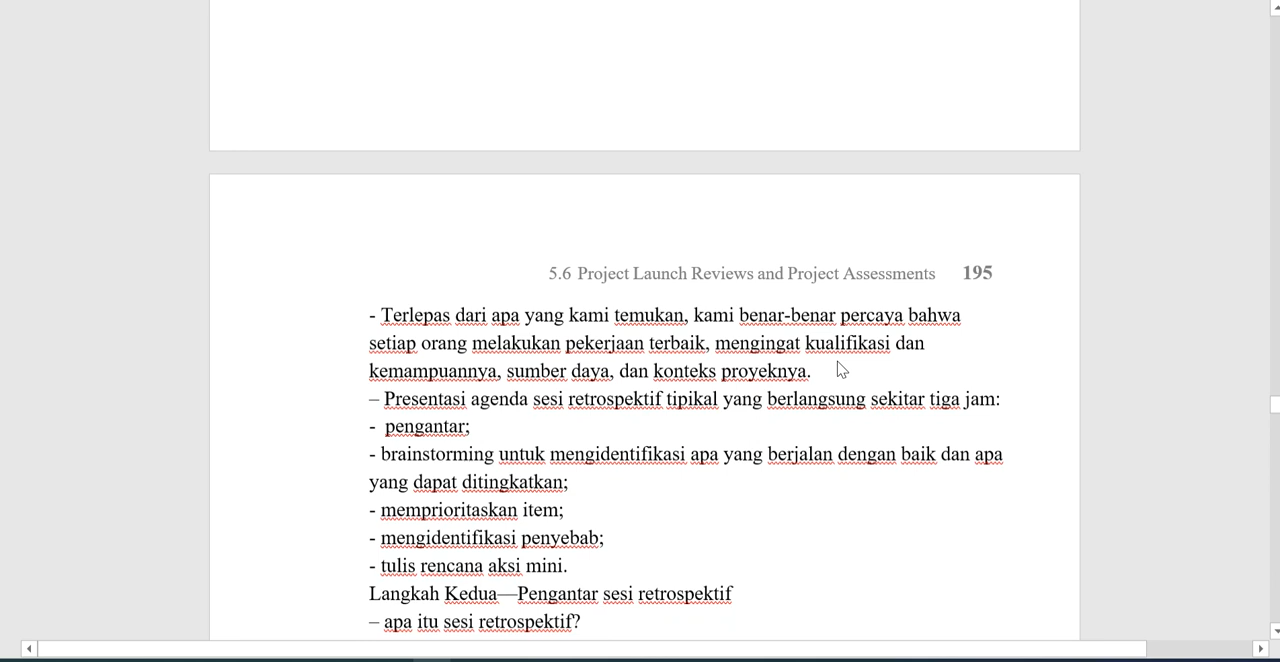 5.6 Project Launch Reviews and Project Assessments 195
- Terlepas dari apa yang kami temukan, kami benar-benar percaya bahwa
setiap orang melakukan pekerjaan terbaik, mengingat kualifikasi dan
kemampuannya, sumber daya, dan konteks proyeknya.
– Presentasi agenda sesi retrospektif tipikal yang berlangsung sekitar tiga jam:
- pengantar;
- brainstorming untuk mengidentifikasi apa yang berjalan dengan baik dan apa
yang dapat ditingkatkan;
- memprioritaskan item;
- mengidentifikasi penyebab;
- tulis rencana aksi mini.
Langkah Kedua—Pengantar sesi retrospektif
– apa itu sesi retrospektif?